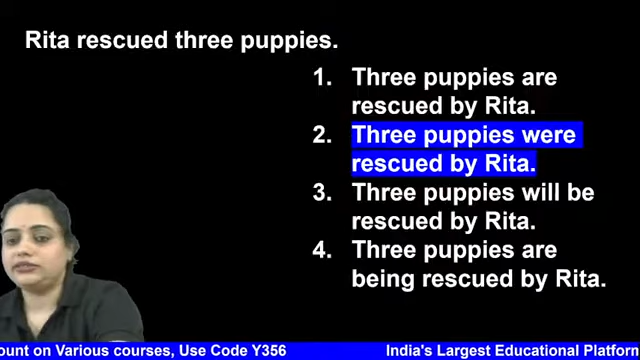 Rita rescued three puppies.
1. Three puppies are
rescued by Rita.
2. Three puppies were
rescued by Rita.
3. Three puppies will be
rescued by Rita.
4. Three puppies are
being rescued by Rita.
ount on Various courses, Use Code Y356 India's Largest Educational Platform